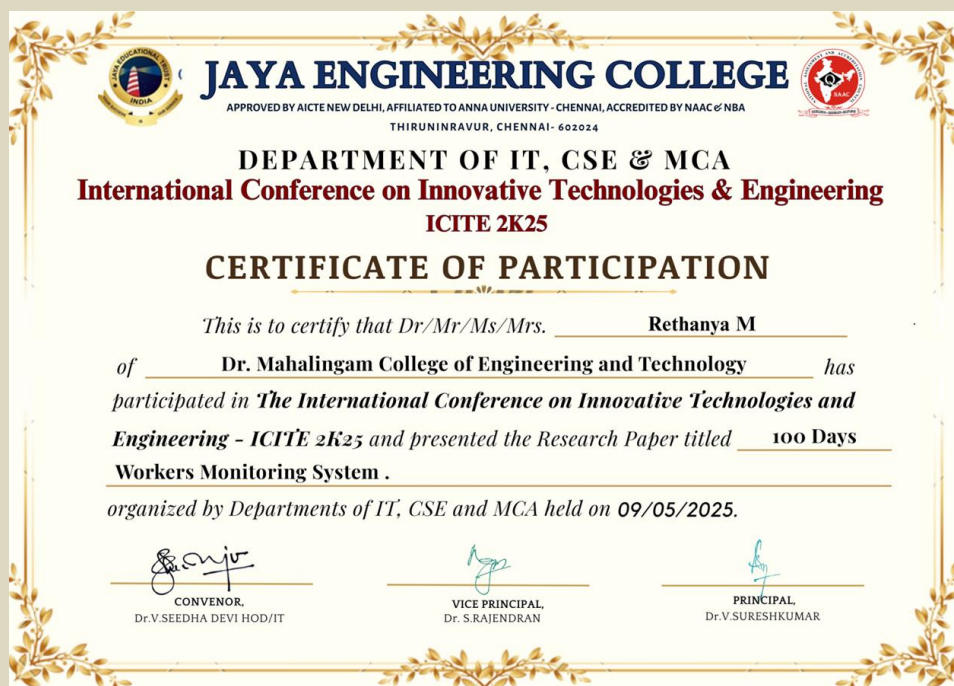 JAYA EDUCATIONAL TRUST
INDIA
JAYA ENGINEERING COLLEGE
NAAC
APPROVED BY AICTE NEW DELHI, AFFILIATED TO ANNA UNIVERSITY - CHENNAI, ACCREDITED BY NAAC & NBA
THIRUNINRAVUR, CHENNAI- 602024
DEPARTMENT OF IT, CSE & MCA
International Conference on Innovative Technologies & Engineering
ICITE 2K25
CERTIFICATE OF PARTICIPATION
This is to certify that Dr/Mr/Ms/Mrs. Rethanya M
of Dr. Mahalingam College of Engineering and Technology has
participated in The International Conference on Innovative Technologies and
Engineering - ICITE 2K25 and presented the Research Paper titled 100 Days
Workers Monitoring System .
organized by Departments of IT, CSE and MCA held on 09/05/2025.
CONVENOR,
Dr.V.SEEDHA DEVI HOD/IT
VICE PRINCIPAL,
Dr. S.RAJENDRAN
PRINCIPAL,
Dr.V.SURESHKUMAR